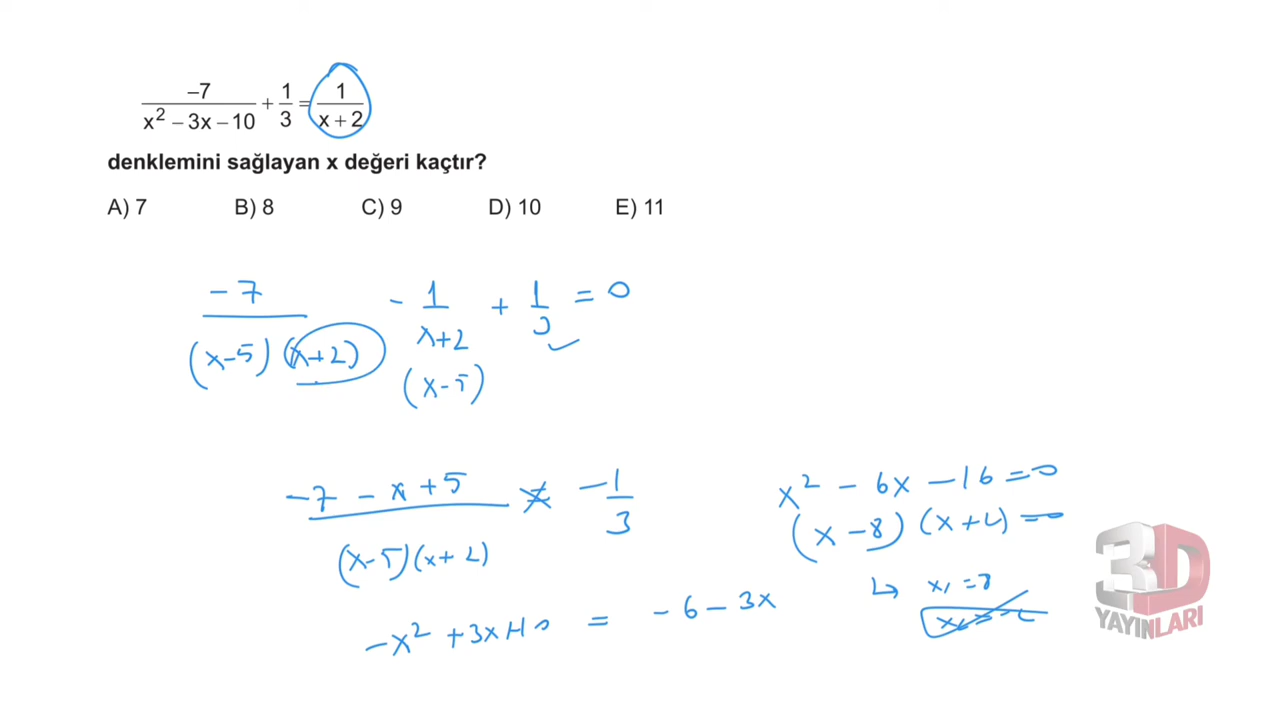 −7/(x² − 3x − 10) + 1/3 = 1/(x + 2)
denklemini sağlayan x değeri kaçtır?
A) 7 B) 8 C) 9 D) 10 E) 11
−7/((x−5)(x+2)) − 1/(x+2) + 1/3 = 0
(x−5)
(−7 − x + 5)/((x−5)(x+2)) = −1/3
−x² + 3x + 10 = −6 − 3x
x² − 6x − 16 = 0
(x − 8)(x + 2) = 0
↳ x₁ = 8
3D
YAYINLARI